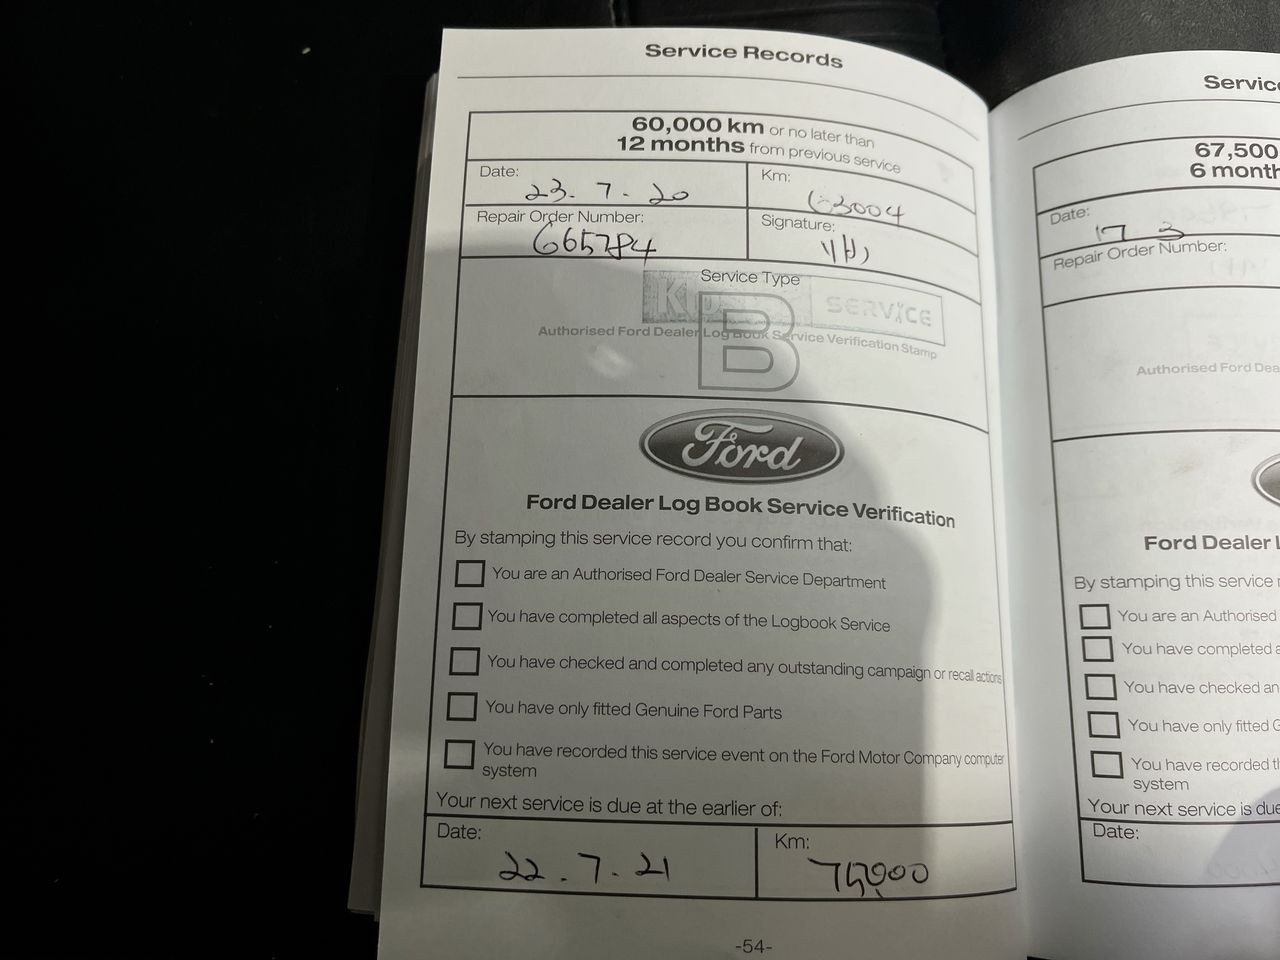 Service Records
60,000 km or no later than
12 months from previous service
Date: 23. 7. 20
Km: 63004
Repair Order Number: 665784
Signature:
Service Type
SERVICE
Authorised Ford Dealer Log Book Service Verification Stamp
B
Ford
Ford Dealer Log Book Service Verification
By stamping this service record you confirm that:
You are an Authorised Ford Dealer Service Department
You have completed all aspects of the Logbook Service
You have checked and completed any outstanding campaign or recall actions
You have only fitted Genuine Ford Parts
You have recorded this service event on the Ford Motor Company computer
system
Your next service is due at the earlier of:
Date: 22. 7. 21
Km: 75000
-54-
Servic
67,500
6 month
Date: 17 3
Repair Order Number:
Authorised Ford Dea
Ford Dealer L
By stamping this service r
You are an Authorised
You have completed a
You have checked an
You have only fitted G
You have recorded th
system
Your next service is due
Date: